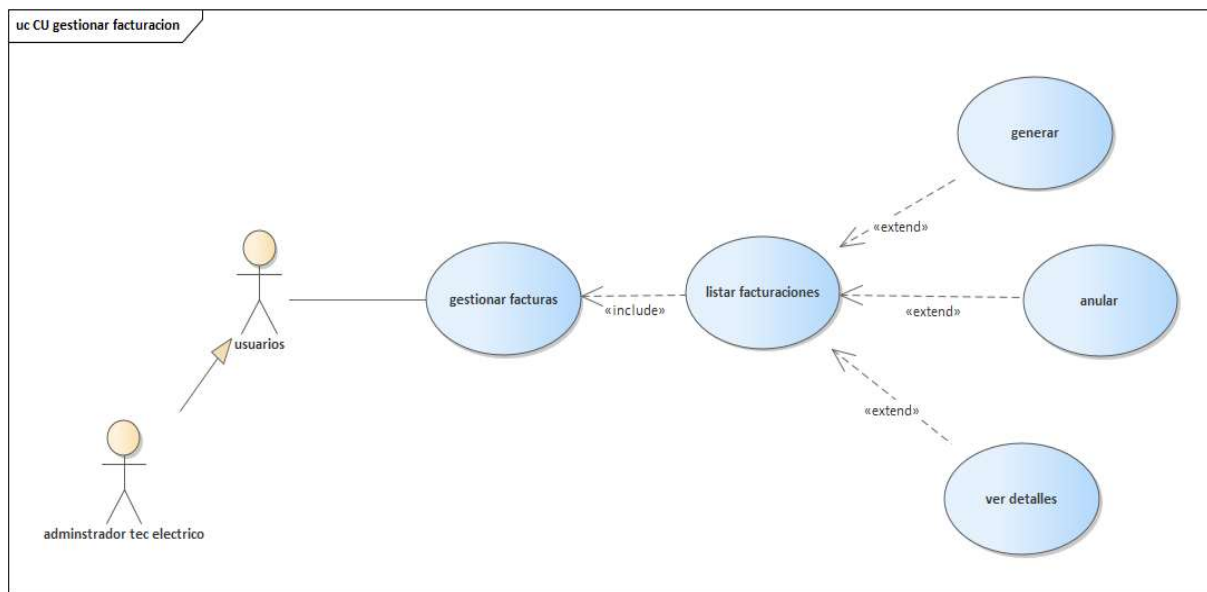 uc CU gestionar facturacion
generar
«extend»
usuarios
gestionar facturas
«include»
listar facturaciones
«extend»
anular
«extend»
ver detalles
adminstrador tec electrico